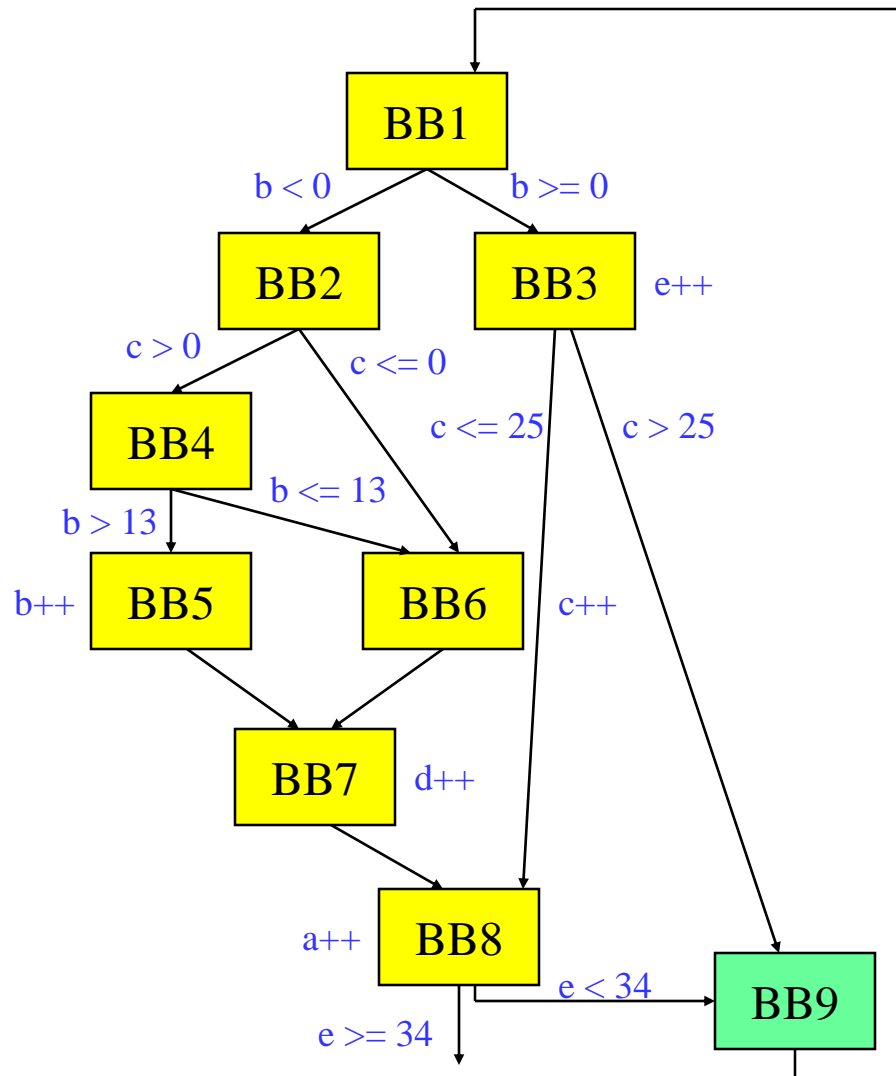 BB1
b < 0
b >= 0
BB2
BB3
e++
c > 0
c <= 0
c <= 25
c > 25
BB4
b <= 13
b > 13
b++
BB5
BB6
c++
BB7
d++
a++
BB8
e < 34
BB9
e >= 34